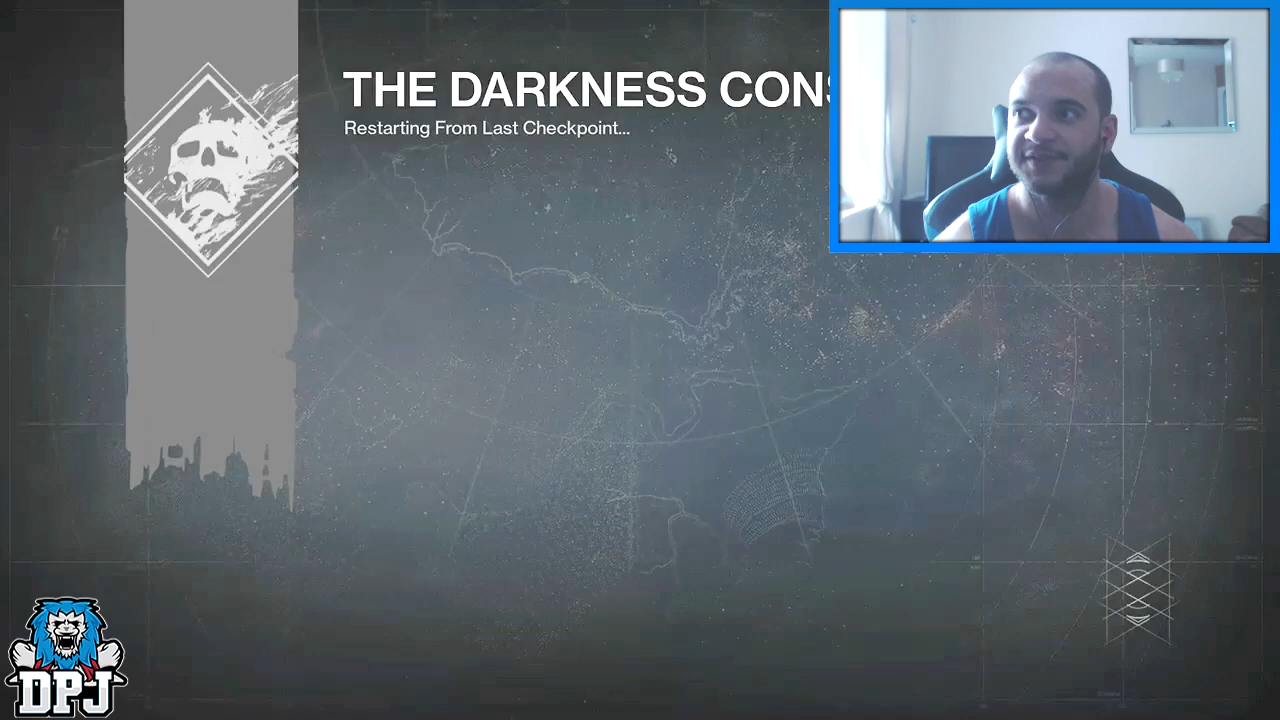 THE DARKNESS CONS
Restarting From Last Checkpoint...
DPJ